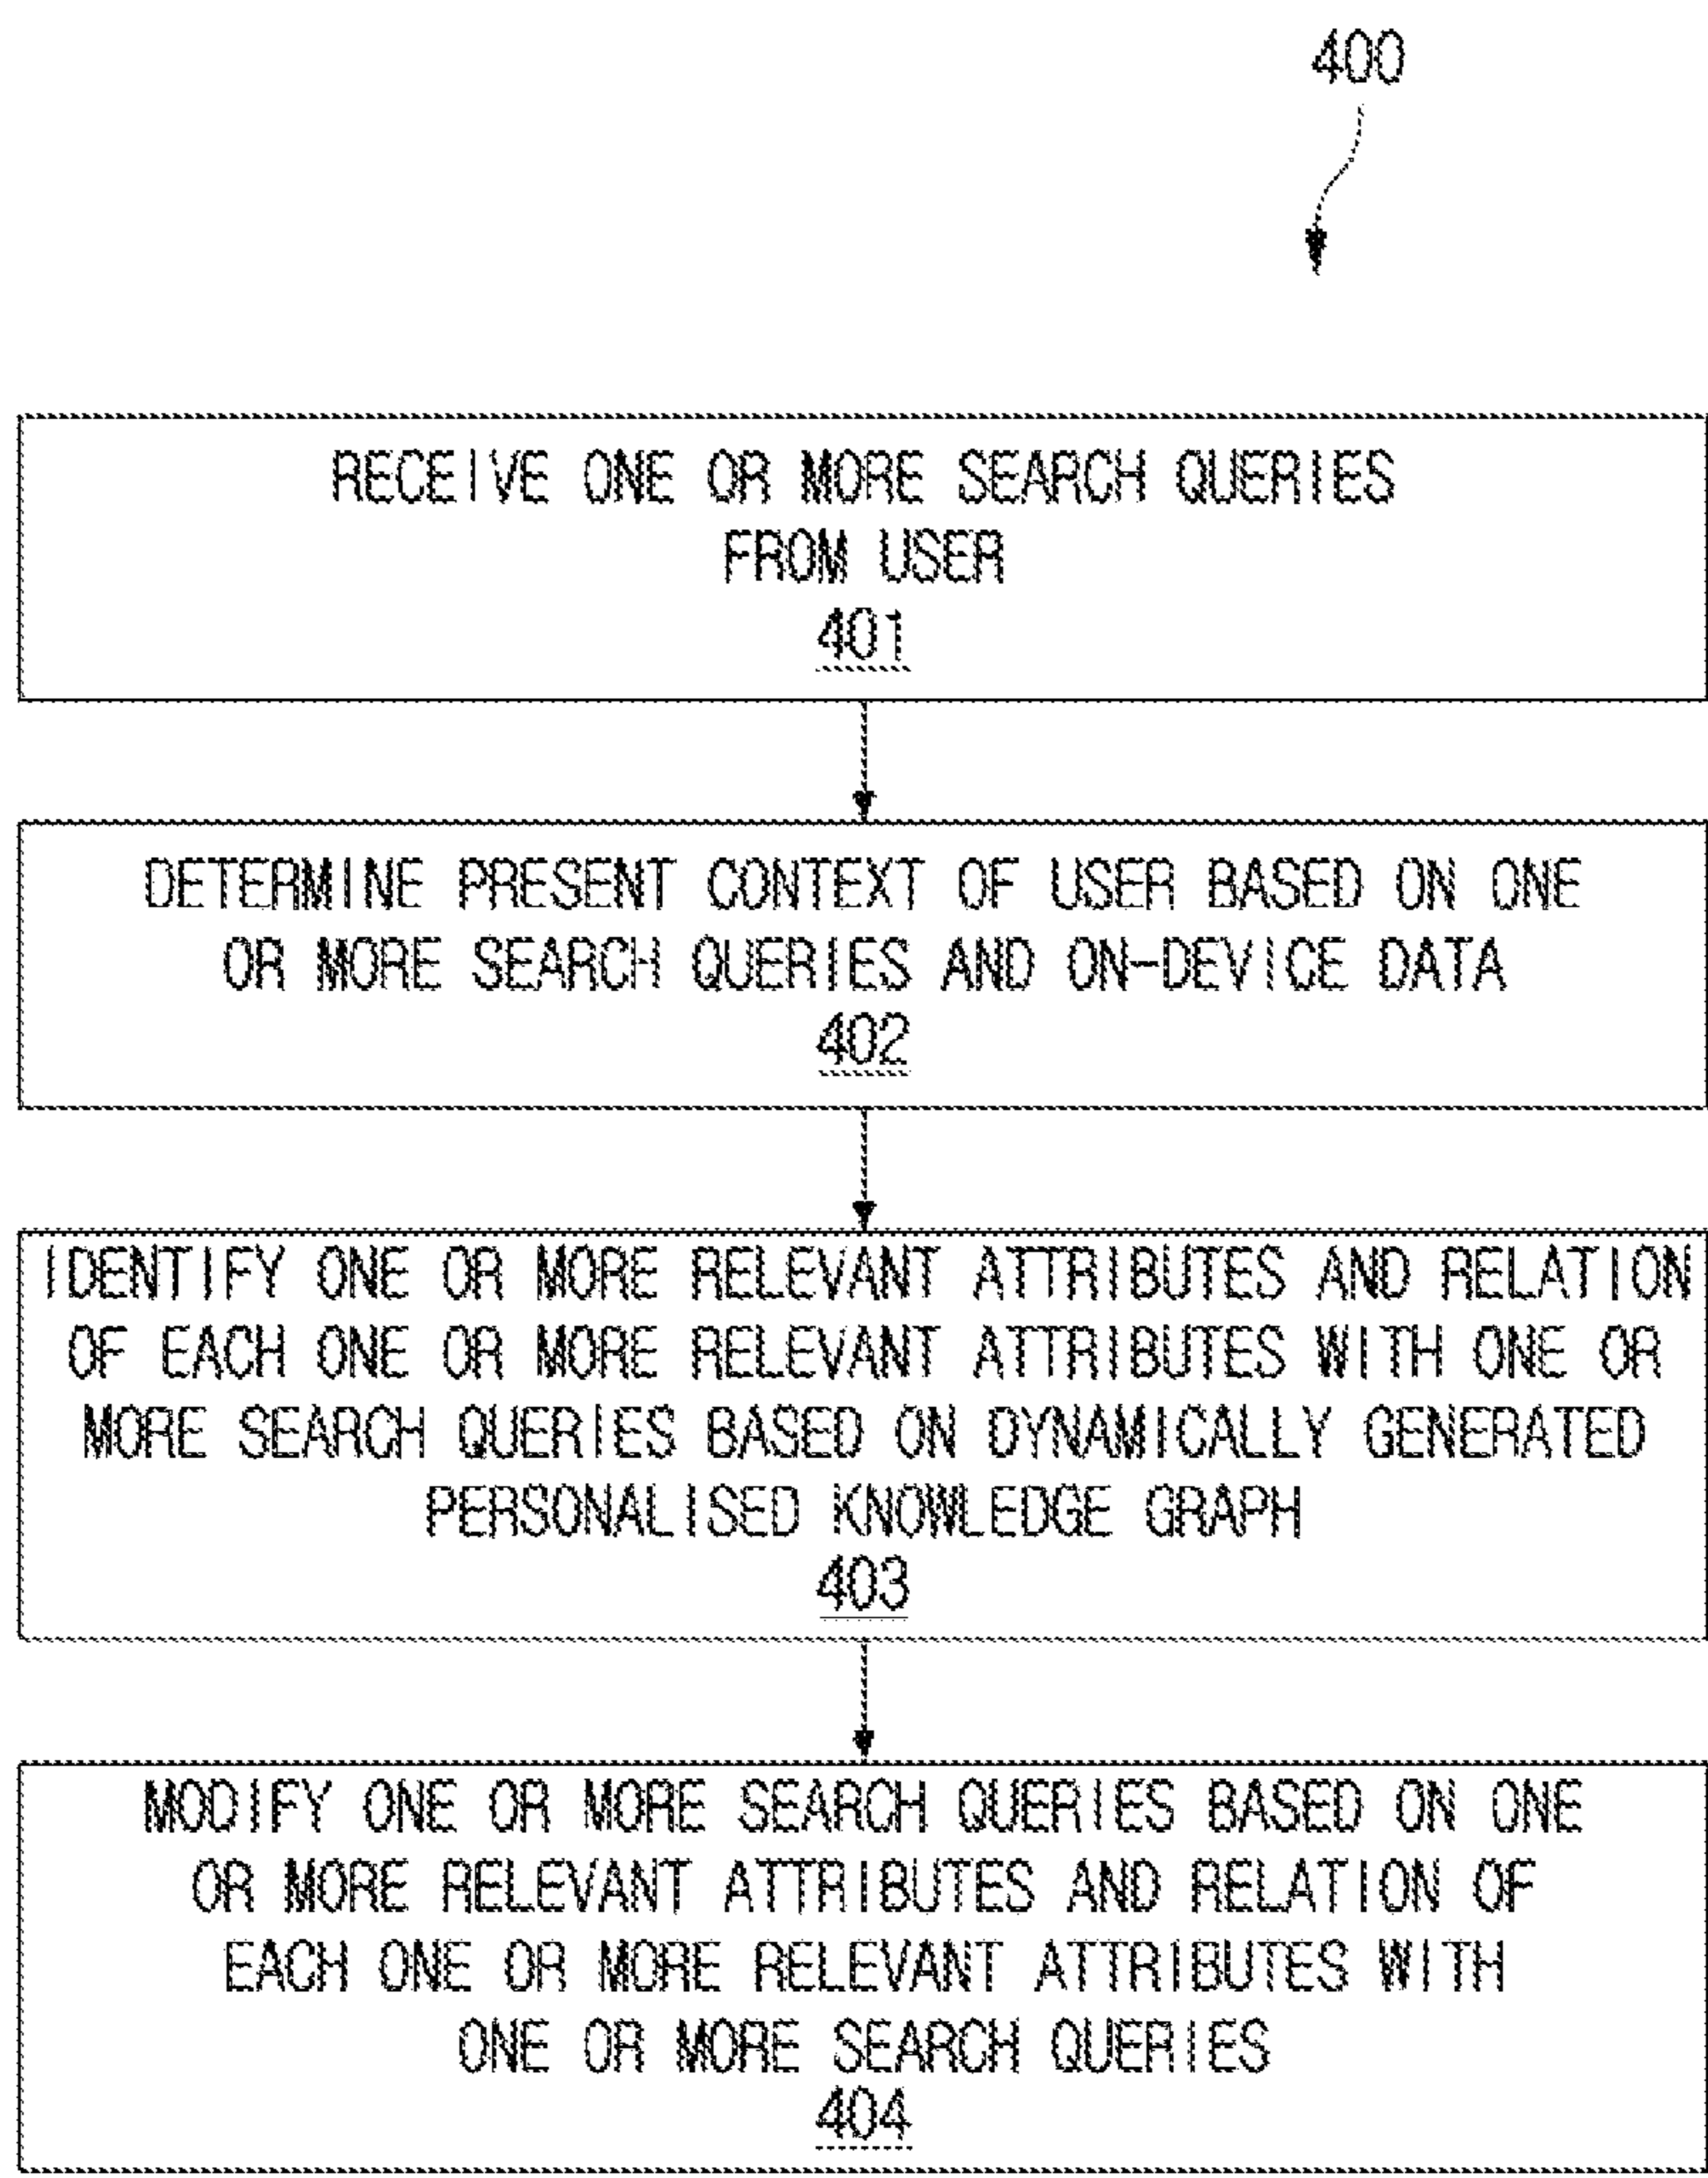 400
RECEIVE ONE OR MORE SEARCH QUERIES
FROM USER
401
DETERMINE PRESENT CONTEXT OF USER BASED ON ONE
OR MORE SEARCH QUERIES AND ON-DEVICE DATA
402
IDENTIFY ONE OR MORE RELEVANT ATTRIBUTES AND RELATION
OF EACH ONE OR MORE RELEVANT ATTRIBUTES WITH ONE OR
MORE SEARCH QUERIES BASED ON DYNAMICALLY GENERATED
PERSONALISED KNOWLEDGE GRAPH
403
MODIFY ONE OR MORE SEARCH QUERIES BASED ON ONE
OR MORE RELEVANT ATTRIBUTES AND RELATION OF
EACH ONE OR MORE RELEVANT ATTRIBUTES WITH
ONE OR MORE SEARCH QUERIES
404